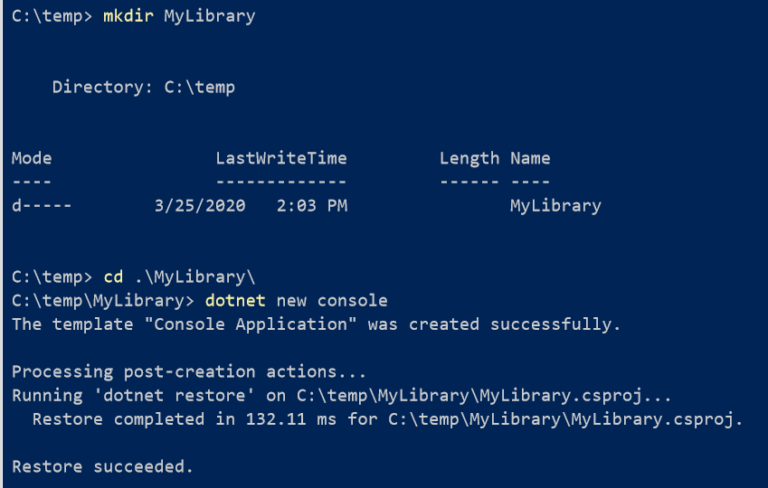 C:\temp> mkdir MyLibrary
Directory: C:\temp
Mode LastWriteTime Length Name
---- ------------- ------ ----
d----- 3/25/2020 2:03 PM MyLibrary
C:\temp> cd .\MyLibrary\
C:\temp\MyLibrary> dotnet new console
The template "Console Application" was created successfully.
Processing post-creation actions...
Running 'dotnet restore' on C:\temp\MyLibrary\MyLibrary.csproj...
Restore completed in 132.11 ms for C:\temp\MyLibrary\MyLibrary.csproj.
Restore succeeded.